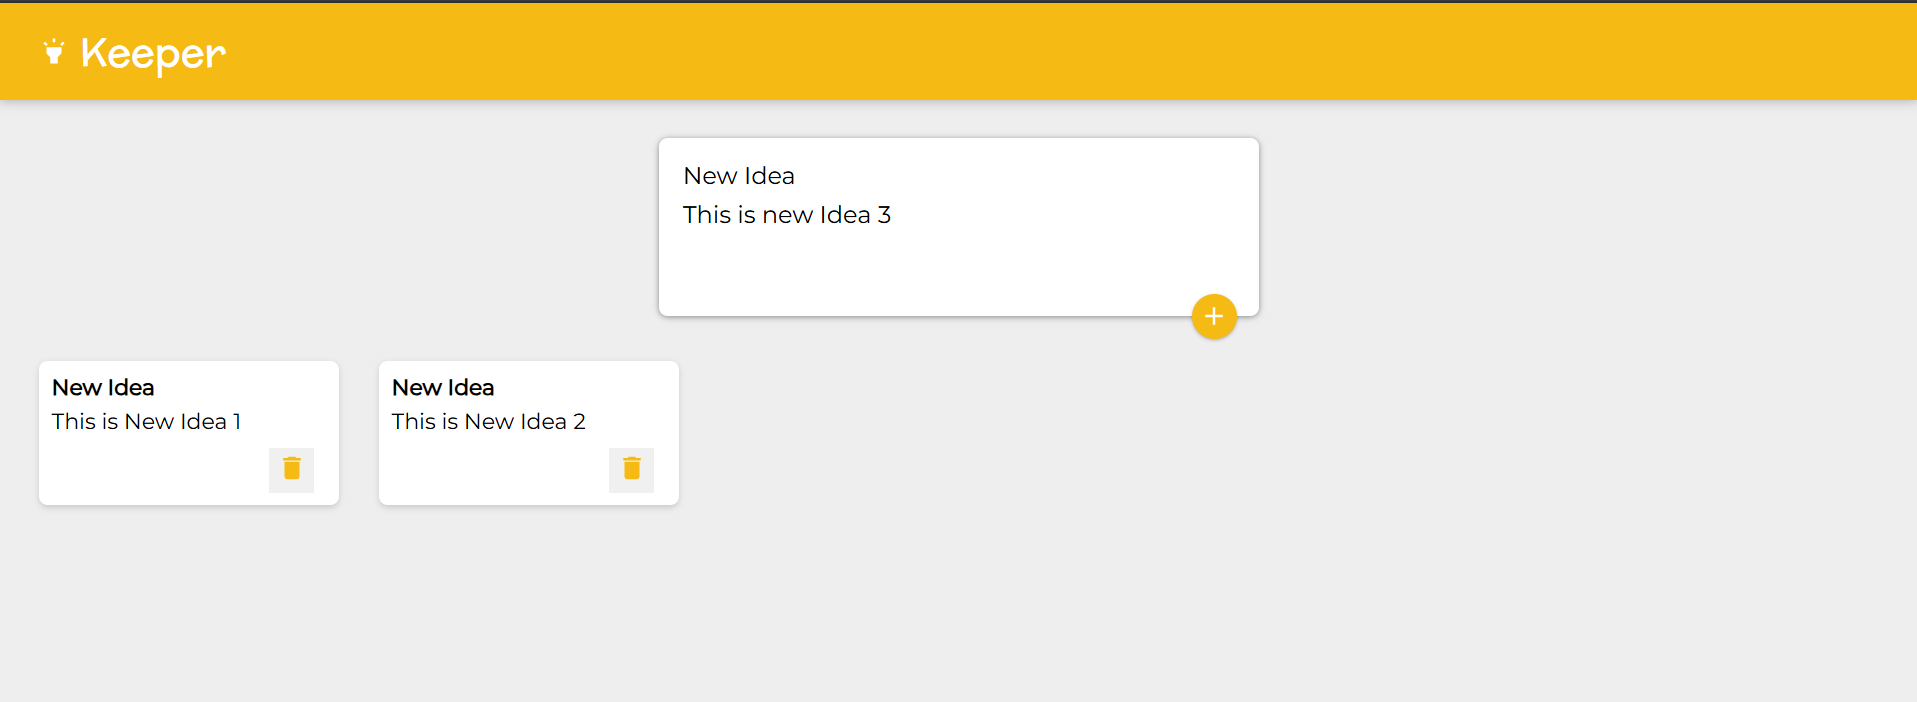 Keeper
New Idea
This is new Idea 3
New Idea
This is New Idea 1
New Idea
This is New Idea 2